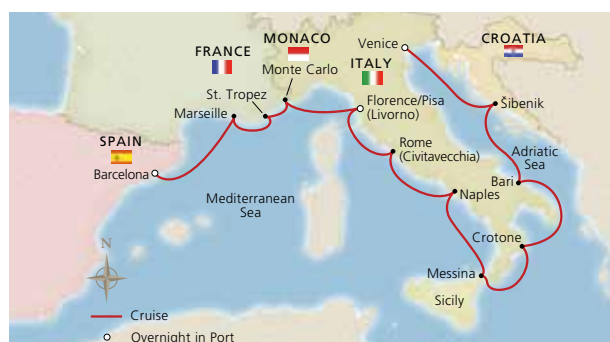 FRANCE
MONACO
Monte Carlo
ITALY
Venice
CROATIA
St. Tropez
Marseille
Florence/Pisa
(Livorno)
Šibenik
SPAIN
Barcelona
Rome
(Civitavecchia)
Adriatic
Sea
Bari
Mediterranean
Sea
Naples
Crotone
N
Messina
Sicily
Cruise
Overnight in Port